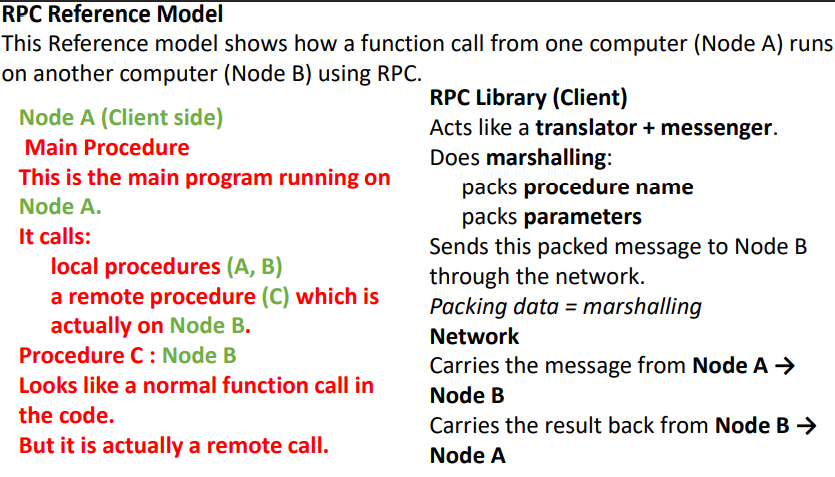 RPC Reference Model
This Reference model shows how a function call from one computer (Node A) runs
on another computer (Node B) using RPC.
Node A (Client side)
Main Procedure
This is the main program running on
Node A.
It calls:
local procedures (A, B)
a remote procedure (C) which is
actually on Node B.
Procedure C : Node B
Looks like a normal function call in
the code.
But it is actually a remote call.
RPC Library (Client)
Acts like a translator + messenger.
Does marshalling:
packs procedure name
packs parameters
Sends this packed message to Node B
through the network.
Packing data = marshalling
Network
Carries the message from Node A →
Node B
Carries the result back from Node B →
Node A